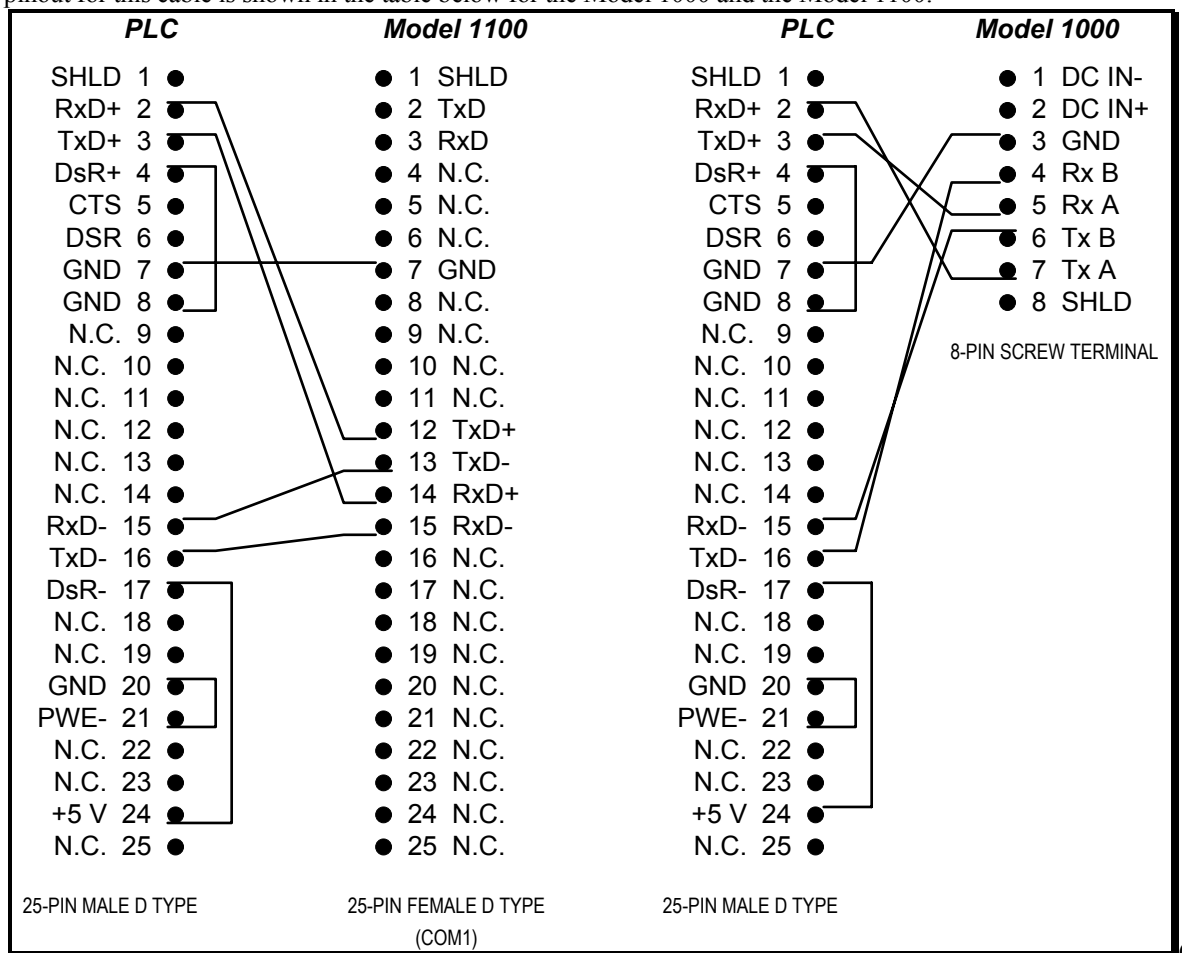 pinout for this cable is shown in the table below for the Model 1000 and the Model 1100.
PLC Model 1100 PLC Model 1000
SHLD 1 1 SHLD SHLD 1 1 DC IN-
RxD+ 2 2 TxD RxD+ 2 2 DC IN+
TxD+ 3 3 RxD TxD+ 3 3 GND
DsR+ 4 4 N.C. DsR+ 4 4 Rx B
CTS 5 5 N.C. CTS 5 5 Rx A
DSR 6 6 N.C. DSR 6 6 Tx B
GND 7 7 GND GND 7 7 Tx A
GND 8 8 N.C. GND 8 8 SHLD
N.C. 9 9 N.C. N.C. 9
8-PIN SCREW TERMINAL
N.C. 10 10 N.C. N.C. 10
N.C. 11 11 N.C. N.C. 11
N.C. 12 12 TxD+ N.C. 12
N.C. 13 13 TxD- N.C. 13
N.C. 14 14 RxD+ N.C. 14
RxD- 15 15 RxD- RxD- 15
TxD- 16 16 N.C. TxD- 16
DsR- 17 17 N.C. DsR- 17
N.C. 18 18 N.C. N.C. 18
N.C. 19 19 N.C. N.C. 19
GND 20 20 N.C. GND 20
PWE- 21 21 N.C. PWE- 21
N.C. 22 22 N.C. N.C. 22
N.C. 23 23 N.C. N.C. 23
+5 V 24 24 N.C. +5 V 24
N.C. 25 25 N.C. N.C. 25
25-PIN MALE D TYPE 25-PIN FEMALE D TYPE 25-PIN MALE D TYPE
(COM1)